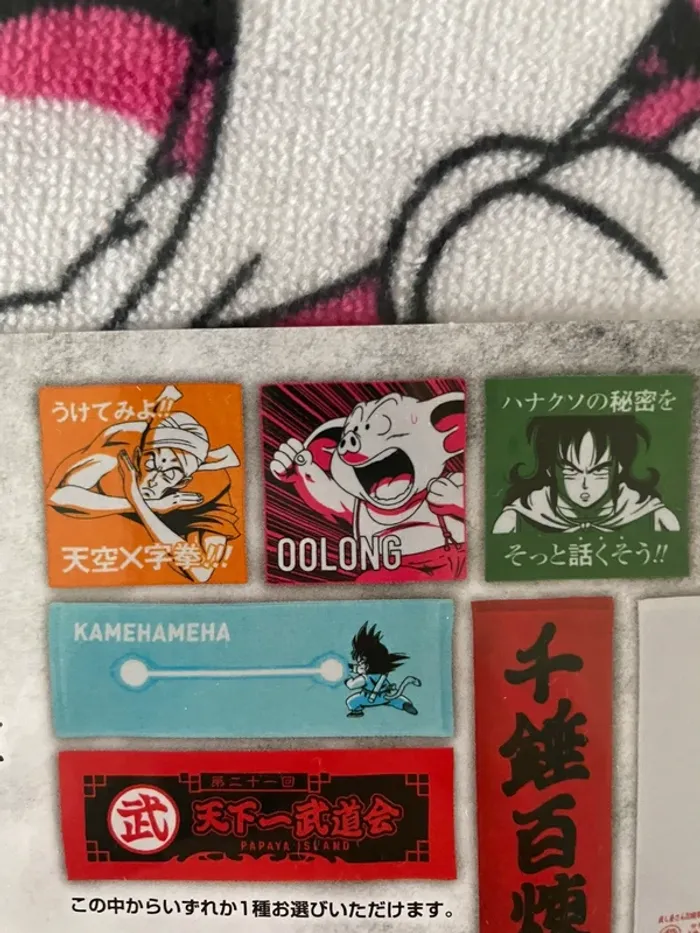 うけてみよ!!
天空×字拳!!!
OOLONG
ハナクソの秘密を
そっと話くそう!!
KAMEHAMEHA
第二十一回
武
天下一武道会
PAPAYA ISLAND
千錘百煉
この中からいずれか1種お選びいただけます。